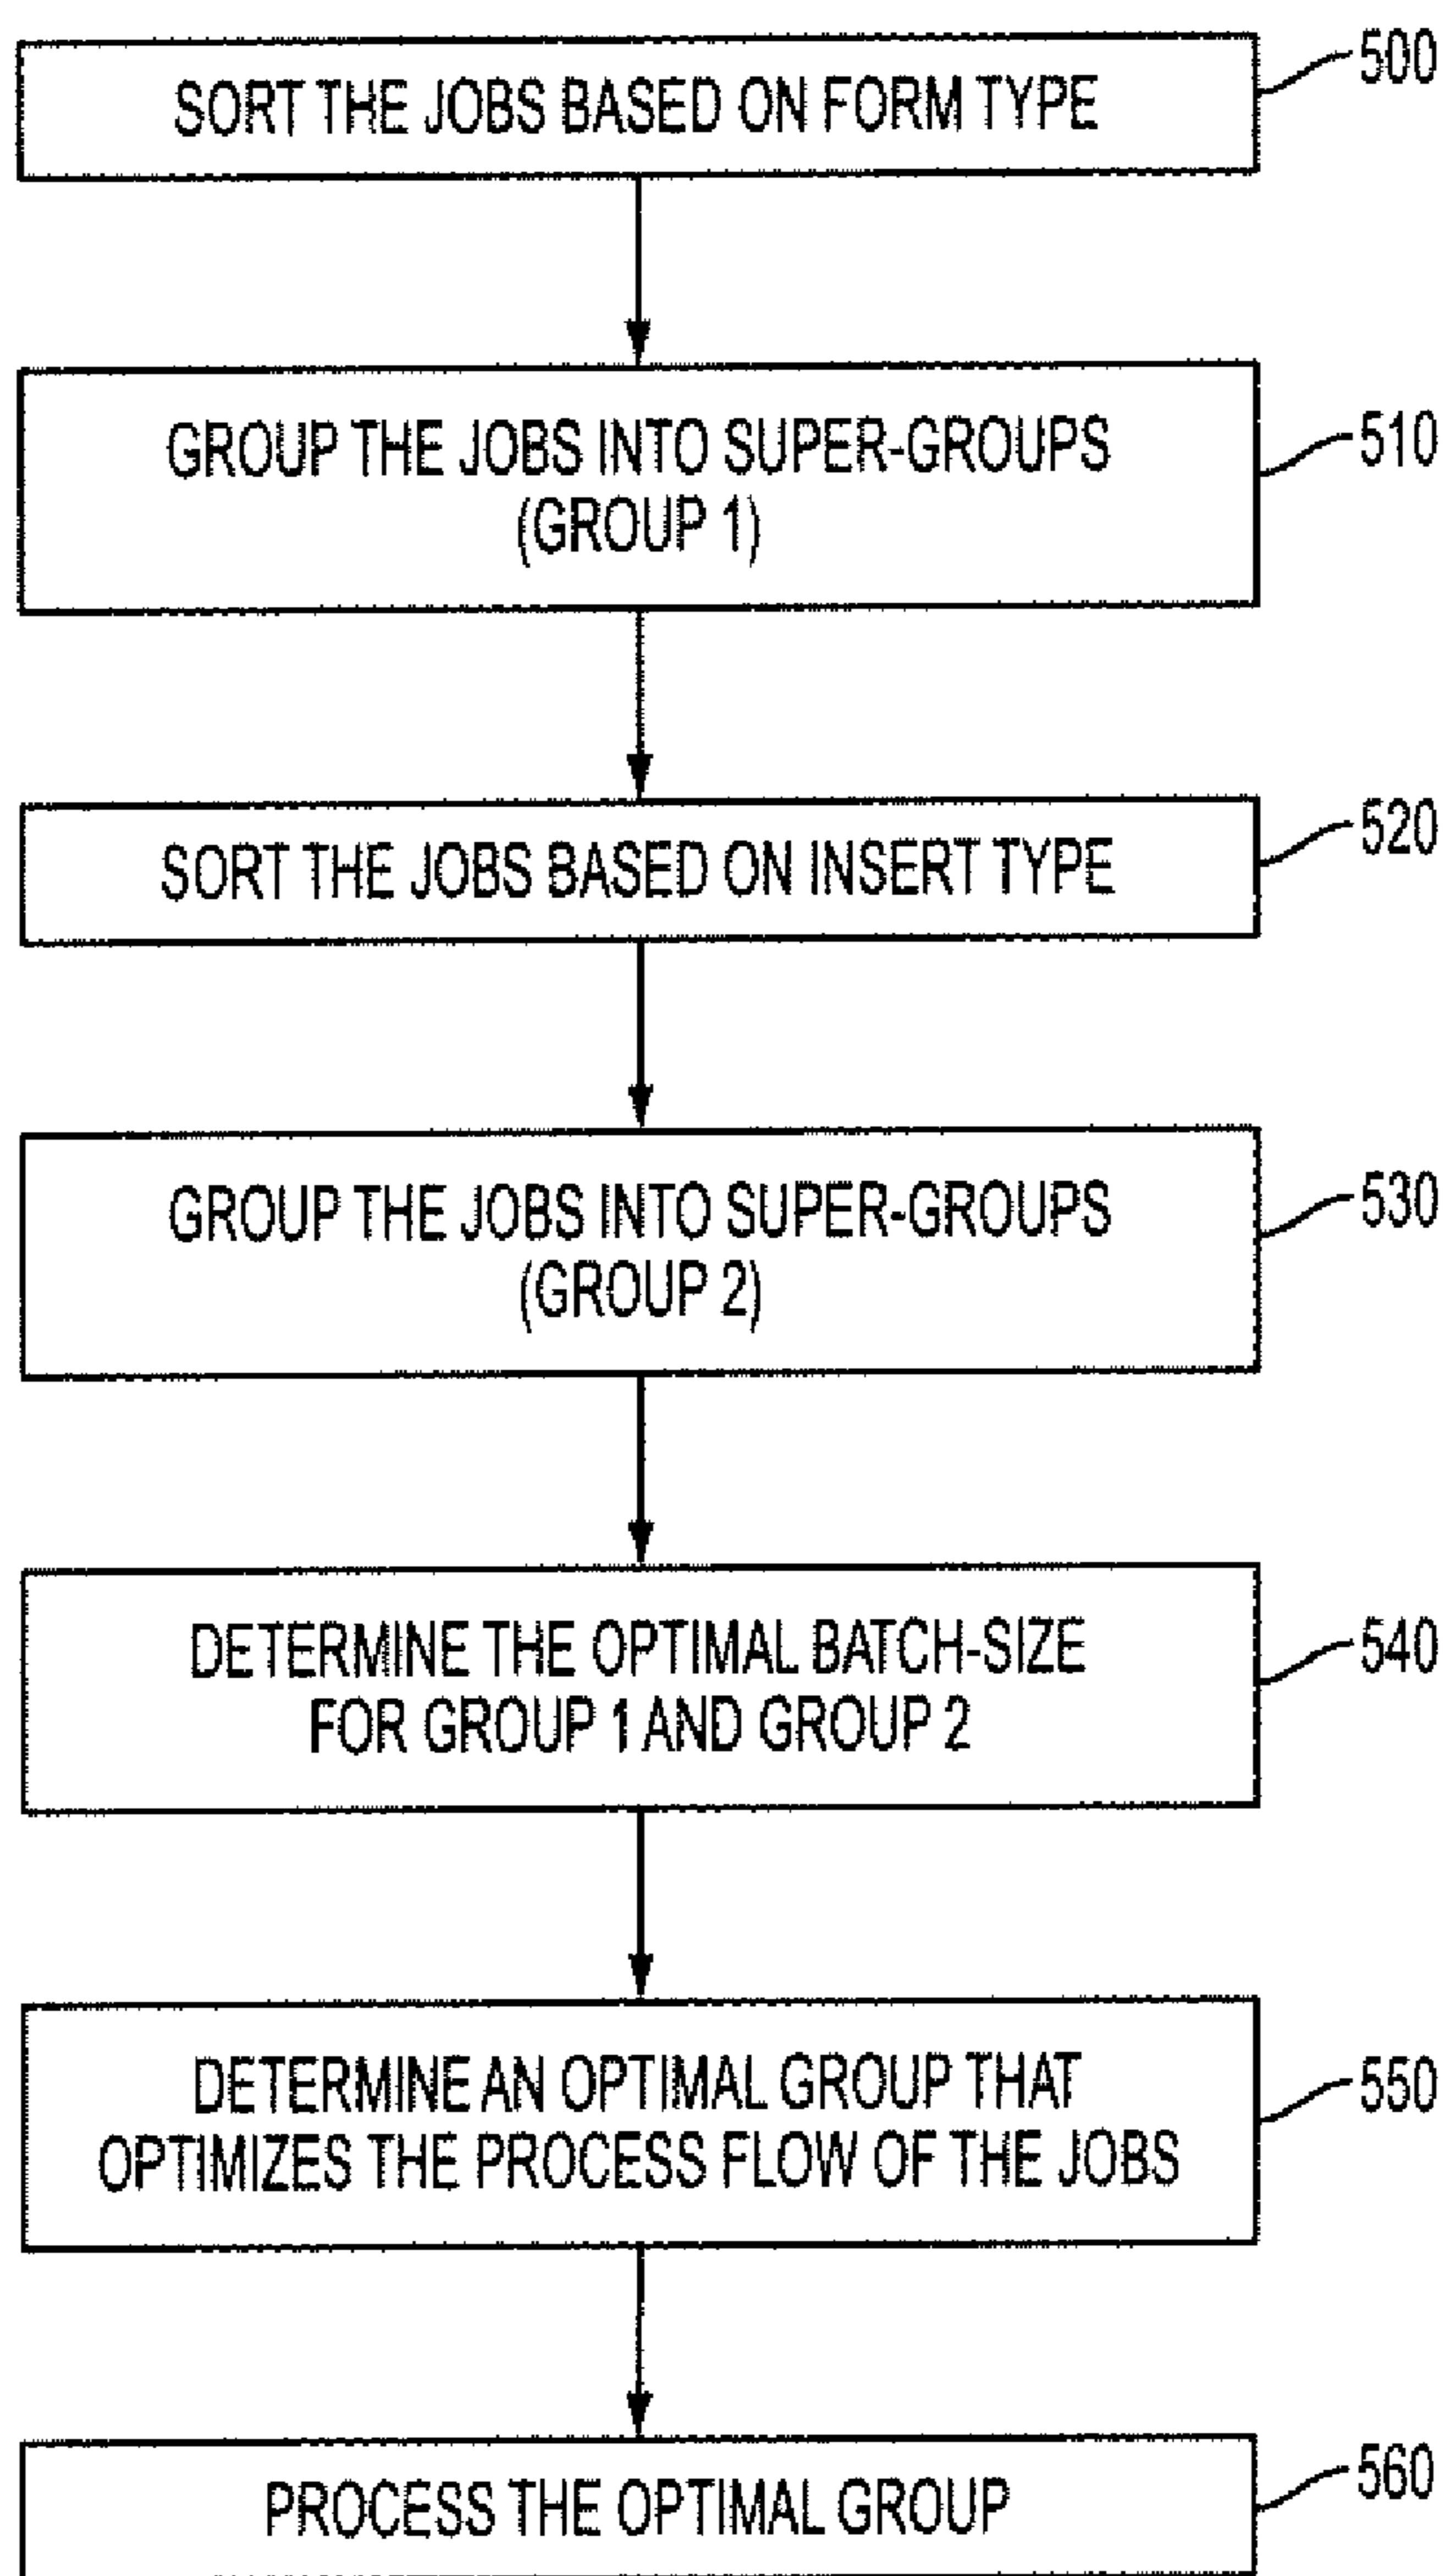 SORT THE JOBS BASED ON FORM TYPE
500
GROUP THE JOBS INTO SUPER-GROUPS
(GROUP 1)
510
SORT THE JOBS BASED ON INSERT TYPE
520
GROUP THE JOBS INTO SUPER-GROUPS
(GROUP 2)
530
DETERMINE THE OPTIMAL BATCH-SIZE
FOR GROUP 1 AND GROUP 2
540
DETERMINE AN OPTIMAL GROUP THAT
OPTIMIZES THE PROCESS FLOW OF THE JOBS
550
PROCESS THE OPTIMAL GROUP
560